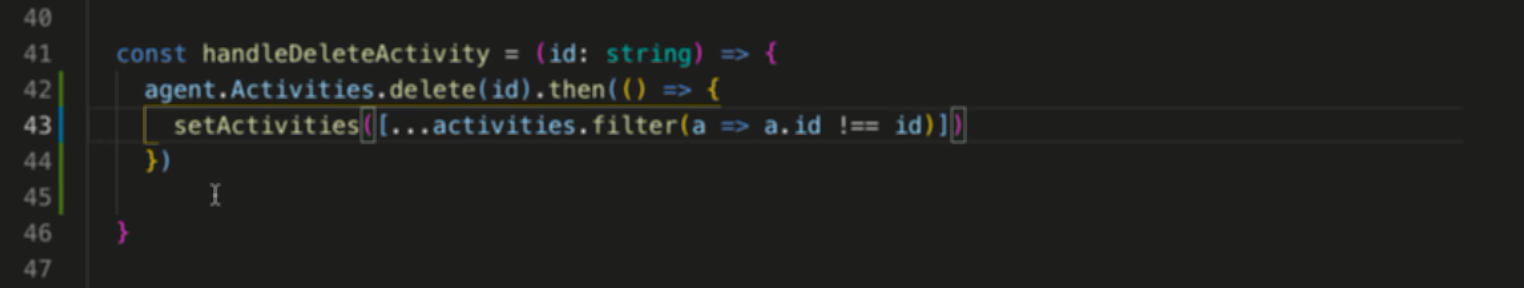 40
41 const handleDeleteActivity = (id: string) => {
42 agent.Activities.delete(id).then(() => {
43 setActivities([...activities.filter(a => a.id !== id)])
44 })
45
46 }
47